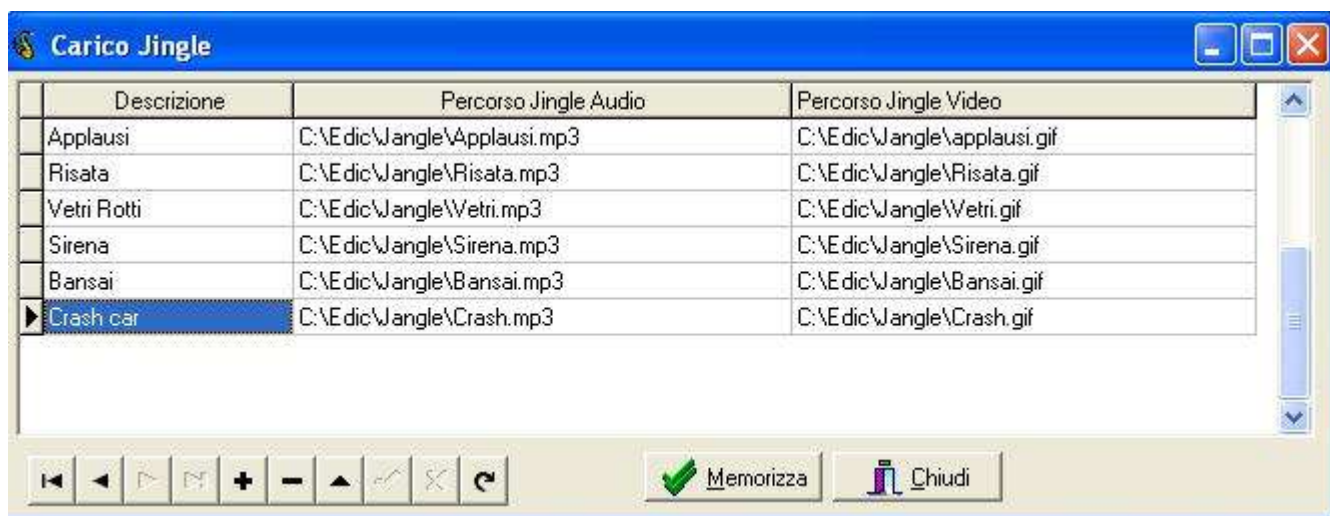 Carico Jingle
Descrizione Percorso Jingle Audio Percorso Jingle Video
Applausi C:\Edic\Jangle\Applausi.mp3 C:\Edic\Jangle\applausi.gif
Risata C:\Edic\Jangle\Risata.mp3 C:\Edic\Jangle\Risata.gif
Vetri Rotti C:\Edic\Jangle\Vetri.mp3 C:\Edic\Jangle\Vetri.gif
Sirena C:\Edic\Jangle\Sirena.mp3 C:\Edic\Jangle\Sirena.gif
Bansai C:\Edic\Jangle\Bansai.mp3 C:\Edic\Jangle\Bansai.gif
Crash car C:\Edic\Jangle\Crash.mp3 C:\Edic\Jangle\Crash.gif
Memorizza Chiudi